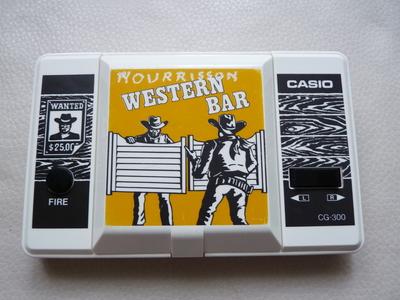 NOURRISSON
WESTERN
BAR
CASIO
WANTED
$25,00
FIRE
L R
CG-300